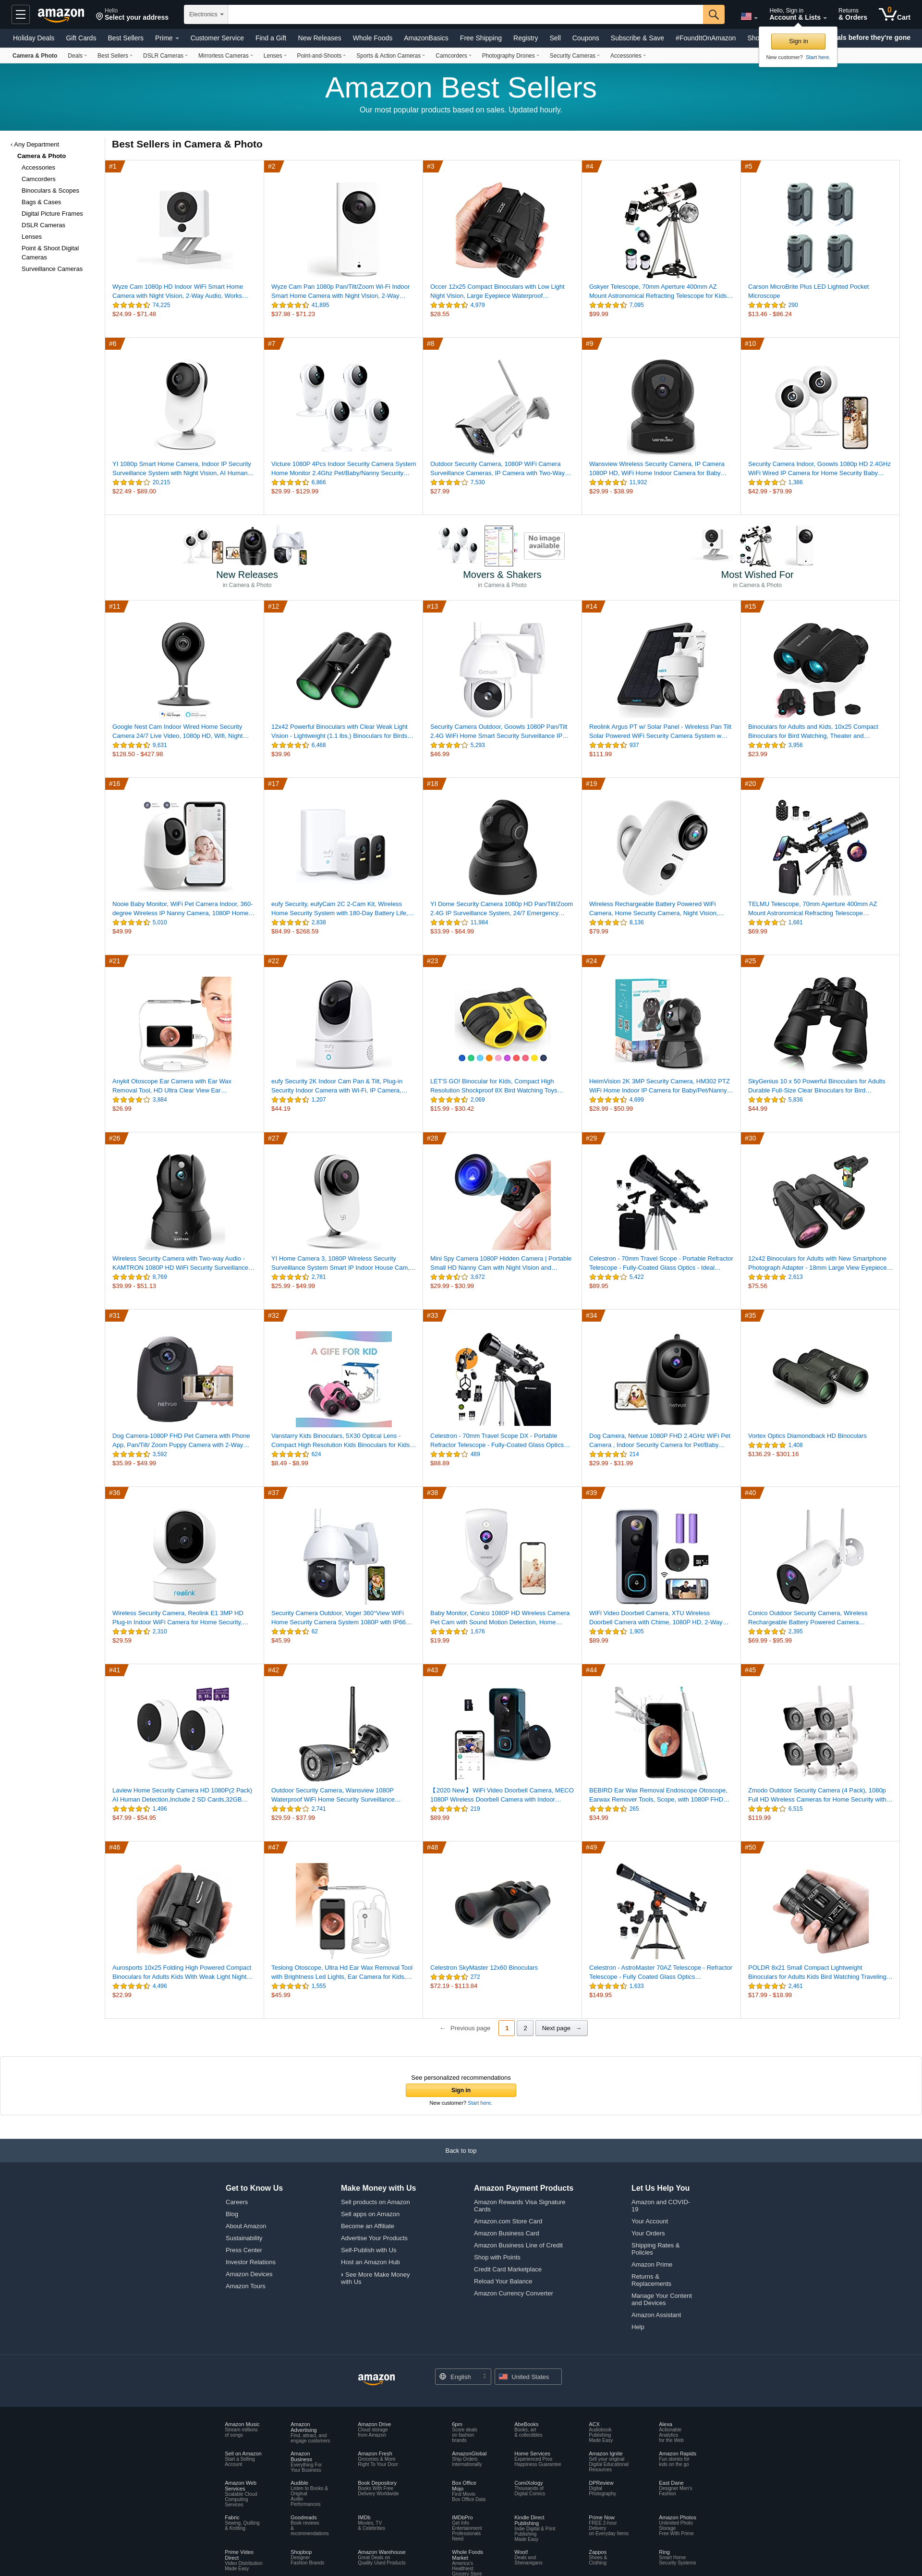 amazon
Hello
Select your address
Electronics
Hello, Sign in
Account & Lists
Returns
& Orders
0
Cart
Holiday Deals Gift Cards Best Sellers Prime Customer Service Find a Gift New Releases Whole Foods AmazonBasics Free Shipping Registry Sell Coupons Subscribe & Save #FoundItOnAmazon Sho
als before they're gone
Sign in
New customer? Start here.
Camera & Photo Deals Best Sellers DSLR Cameras Mirrorless Cameras Lenses Point-and-Shoots Sports & Action Cameras Camcorders Photography Drones Security Cameras Accessories
Amazon Best Sellers
Our most popular products based on sales. Updated hourly.
‹ Any Department
Camera & Photo
Accessories
Camcorders
Binoculars & Scopes
Bags & Cases
Digital Picture Frames
DSLR Cameras
Lenses
Point & Shoot Digital
Cameras
Surveillance Cameras
Best Sellers in Camera & Photo
#1
Wyze Cam 1080p HD Indoor WiFi Smart Home
Camera with Night Vision, 2-Way Audio, Works…
74,225
$24.99 - $71.48
#2
Wyze Cam Pan 1080p Pan/Tilt/Zoom Wi-Fi Indoor
Smart Home Camera with Night Vision, 2-Way…
41,895
$37.98 - $71.23
#3
Occer 12x25 Compact Binoculars with Low Light
Night Vision, Large Eyepiece Waterproof…
4,979
$28.55
#4
Gskyer Telescope, 70mm Aperture 400mm AZ
Mount Astronomical Refracting Telescope for Kids…
7,095
$99.99
#5
Carson MicroBrite Plus LED Lighted Pocket
Microscope
290
$13.46 - $86.24
#6
YI 1080p Smart Home Camera, Indoor IP Security
Surveillance System with Night Vision, AI Human…
20,215
$22.49 - $89.00
#7
Victure 1080P 4Pcs Indoor Security Camera System
Home Monitor 2.4Ghz Pet/Baby/Nanny Security…
6,866
$29.99 - $129.99
#8
Outdoor Security Camera, 1080P WiFi Camera
Surveillance Cameras, IP Camera with Two-Way…
7,530
$27.99
#9
Wansview Wireless Security Camera, IP Camera
1080P HD, WiFi Home Indoor Camera for Baby…
11,932
$29.99 - $38.99
#10
Security Camera Indoor, Goowls 1080p HD 2.4GHz
WiFi Wired IP Camera for Home Security Baby…
1,386
$42.99 - $79.99
No image
available
New Releases
in Camera & Photo
Movers & Shakers
in Camera & Photo
Most Wished For
in Camera & Photo
#11
Google Nest Cam Indoor Wired Home Security
Camera 24/7 Live Video, 1080p HD, Wifi, Night…
9,631
$128.50 - $427.98
#12
12x42 Powerful Binoculars with Clear Weak Light
Vision - Lightweight (1.1 lbs.) Binoculars for Birds…
6,468
$39.96
#13
Security Camera Outdoor, Goowls 1080P Pan/Tilt
2.4G WiFi Home Smart Security Surveillance IP…
5,293
$46.99
#14
Reolink Argus PT w/ Solar Panel - Wireless Pan Tilt
Solar Powered WiFi Security Camera System w…
937
$111.99
#15
Binoculars for Adults and Kids, 10x25 Compact
Binoculars for Bird Watching, Theater and…
3,956
$23.99
#16
Nooie Baby Monitor, WiFi Pet Camera Indoor, 360-
degree Wireless IP Nanny Camera, 1080P Home…
5,010
$49.99
#17
eufy Security, eufyCam 2C 2-Cam Kit, Wireless
Home Security System with 180-Day Battery Life,…
2,838
$84.99 - $268.59
#18
YI Dome Security Camera 1080p HD Pan/Tilt/Zoom
2.4G IP Surveillance System, 24/7 Emergency…
11,984
$33.99 - $64.99
#19
Wireless Rechargeable Battery Powered WiFi
Camera, Home Security Camera, Night Vision,…
8,136
$79.99
#20
TELMU Telescope, 70mm Aperture 400mm AZ
Mount Astronomical Refracting Telescope…
1,681
$69.99
#21
Anykit Otoscope Ear Camera with Ear Wax
Removal Tool, HD Ultra Clear View Ear…
3,884
$26.99
#22
eufy Security 2K Indoor Cam Pan & Tilt, Plug-in
Security Indoor Camera with Wi-Fi, IP Camera,…
1,207
$44.19
#23
LET'S GO! Binocular for Kids, Compact High
Resolution Shockproof 8X Bird Watching Toys…
2,069
$15.99 - $30.42
#24
HeimVision 2K 3MP Security Camera, HM302 PTZ
WiFi Home Indoor IP Camera for Baby/Pet/Nanny…
4,699
$28.99 - $50.99
#25
SkyGenius 10 x 50 Powerful Binoculars for Adults
Durable Full-Size Clear Binoculars for Bird…
5,836
$44.99
#26
Wireless Security Camera with Two-way Audio -
KAMTRON 1080P HD WiFi Security Surveillance…
8,769
$39.99 - $51.13
#27
YI Home Camera 3, 1080P Wireless Security
Surveillance System Smart IP Indoor House Cam,…
2,781
$25.99 - $49.99
#28
Mini Spy Camera 1080P Hidden Camera | Portable
Small HD Nanny Cam with Night Vision and…
3,672
$29.99 - $30.99
#29
Celestron - 70mm Travel Scope - Portable Refractor
Telescope - Fully-Coated Glass Optics - Ideal…
5,422
$89.95
#30
12x42 Binoculars for Adults with New Smartphone
Photograph Adapter - 18mm Large View Eyepiece…
2,613
$75.56
#31
Dog Camera-1080P FHD Pet Camera with Phone
App, Pan/Tilt/ Zoom Puppy Camera with 2-Way…
3,592
$35.99 - $49.99
#32
A GIFE FOR KID
Vanstarry Kids Binoculars, 5X30 Optical Lens -
Compact High Resolution Kids Binoculars for Kids…
624
$8.49 - $8.99
#33
Celestron - 70mm Travel Scope DX - Portable
Refractor Telescope - Fully-Coated Glass Optics…
489
$88.89
#34
Dog Camera, Netvue 1080P FHD 2.4GHz WiFi Pet
Camera , Indoor Security Camera for Pet/Baby…
214
$29.99 - $31.99
#35
Vortex Optics Diamondback HD Binoculars
1,408
$136.29 - $301.16
#36
reolink
Wireless Security Camera, Reolink E1 3MP HD
Plug-in Indoor WiFi Camera for Home Security,…
2,310
$29.59
#37
Security Camera Outdoor, Voger 360°View WiFi
Home Security Camera System 1080P with IP66…
62
$45.99
#38
Baby Monitor, Conico 1080P HD Wireless Camera
Pet Cam with Sound Motion Detection, Home…
1,676
$19.99
#39
WiFi Video Doorbell Camera, XTU Wireless
Doorbell Camera with Chime, 1080P HD, 2-Way…
1,905
$89.99
#40
Conico Outdoor Security Camera, Wireless
Rechargeable Battery Powered Camera…
2,395
$69.99 - $95.99
#41
Laview Home Security Camera HD 1080P(2 Pack)
AI Human Detection,Include 2 SD Cards,32GB…
1,496
$47.99 - $54.95
#42
Outdoor Security Camera, Wansview 1080P
Waterproof WiFi Home Security Surveillance…
2,741
$29.59 - $37.99
#43
【2020 New】 WiFi Video Doorbell Camera, MECO
1080P Wireless Doorbell Camera with Indoor…
219
$89.99
#44
BEBIRD Ear Wax Removal Endoscope Otoscope,
Earwax Remover Tools, Scope, with 1080P FHD…
265
$34.99
#45
Zmodo Outdoor Security Camera (4 Pack), 1080p
Full HD Wireless Cameras for Home Security with…
6,515
$119.99
#46
Aurosports 10x25 Folding High Powered Compact
Binoculars for Adults Kids With Weak Light Night…
4,496
$22.99
#47
Teslong Otoscope, Ultra Hd Ear Wax Removal Tool
with Brightness Led Lights, Ear Camera for Kids,…
1,555
$45.99
#48
Celestron SkyMaster 12x60 Binoculars
272
$72.19 - $113.84
#49
Celestron - AstroMaster 70AZ Telescope - Refractor
Telescope - Fully Coated Glass Optics…
1,633
$149.95
#50
POLDR 8x21 Small Compact Lightweight
Binoculars for Adults Kids Bird Watching Traveling…
2,461
$17.99 - $18.99
← Previous page 1 2 Next page →
See personalized recommendations
Sign in
New customer? Start here.
Back to top
Get to Know Us
Careers
Blog
About Amazon
Sustainability
Press Center
Investor Relations
Amazon Devices
Amazon Tours
Make Money with Us
Sell products on Amazon
Sell apps on Amazon
Become an Affiliate
Advertise Your Products
Self-Publish with Us
Host an Amazon Hub
› See More Make Money
with Us
Amazon Payment Products
Amazon Rewards Visa Signature
Cards
Amazon.com Store Card
Amazon Business Card
Amazon Business Line of Credit
Shop with Points
Credit Card Marketplace
Reload Your Balance
Amazon Currency Converter
Let Us Help You
Amazon and COVID-
19
Your Account
Your Orders
Shipping Rates &
Policies
Amazon Prime
Returns &
Replacements
Manage Your Content
and Devices
Amazon Assistant
Help
amazon
English
United States
Amazon Music
Stream millions
of songs
Amazon
Advertising
Find, attract, and
engage customers
Amazon Drive
Cloud storage
from Amazon
6pm
Score deals
on fashion
brands
AbeBooks
Books, art
& collectibles
ACX
Audiobook
Publishing
Made Easy
Alexa
Actionable
Analytics
for the Web
Sell on Amazon
Start a Selling
Account
Amazon
Business
Everything For
Your Business
Amazon Fresh
Groceries & More
Right To Your Door
AmazonGlobal
Ship Orders
Internationally
Home Services
Experienced Pros
Happiness Guarantee
Amazon Ignite
Sell your original
Digital Educational
Resources
Amazon Rapids
Fun stories for
kids on the go
Amazon Web
Services
Scalable Cloud
Computing
Services
Audible
Listen to Books &
Original
Audio
Performances
Book Depository
Books With Free
Delivery Worldwide
Box Office
Mojo
Find Movie
Box Office Data
ComiXology
Thousands of
Digital Comics
DPReview
Digital
Photography
East Dane
Designer Men's
Fashion
Fabric
Sewing, Quilting
& Knitting
Goodreads
Book reviews
&
recommendations
IMDb
Movies, TV
& Celebrities
IMDbPro
Get Info
Entertainment
Professionals
Need
Kindle Direct
Publishing
Indie Digital & Print
Publishing
Made Easy
Prime Now
FREE 2-hour
Delivery
on Everyday Items
Amazon Photos
Unlimited Photo
Storage
Free With Prime
Prime Video
Direct
Video Distribution
Made Easy
Shopbop
Designer
Fashion Brands
Amazon Warehouse
Great Deals on
Quality Used Products
Whole Foods
Market
America's
Healthiest
Grocery Store
Woot!
Deals and
Shenanigans
Zappos
Shoes &
Clothing
Ring
Smart Home
Security Systems